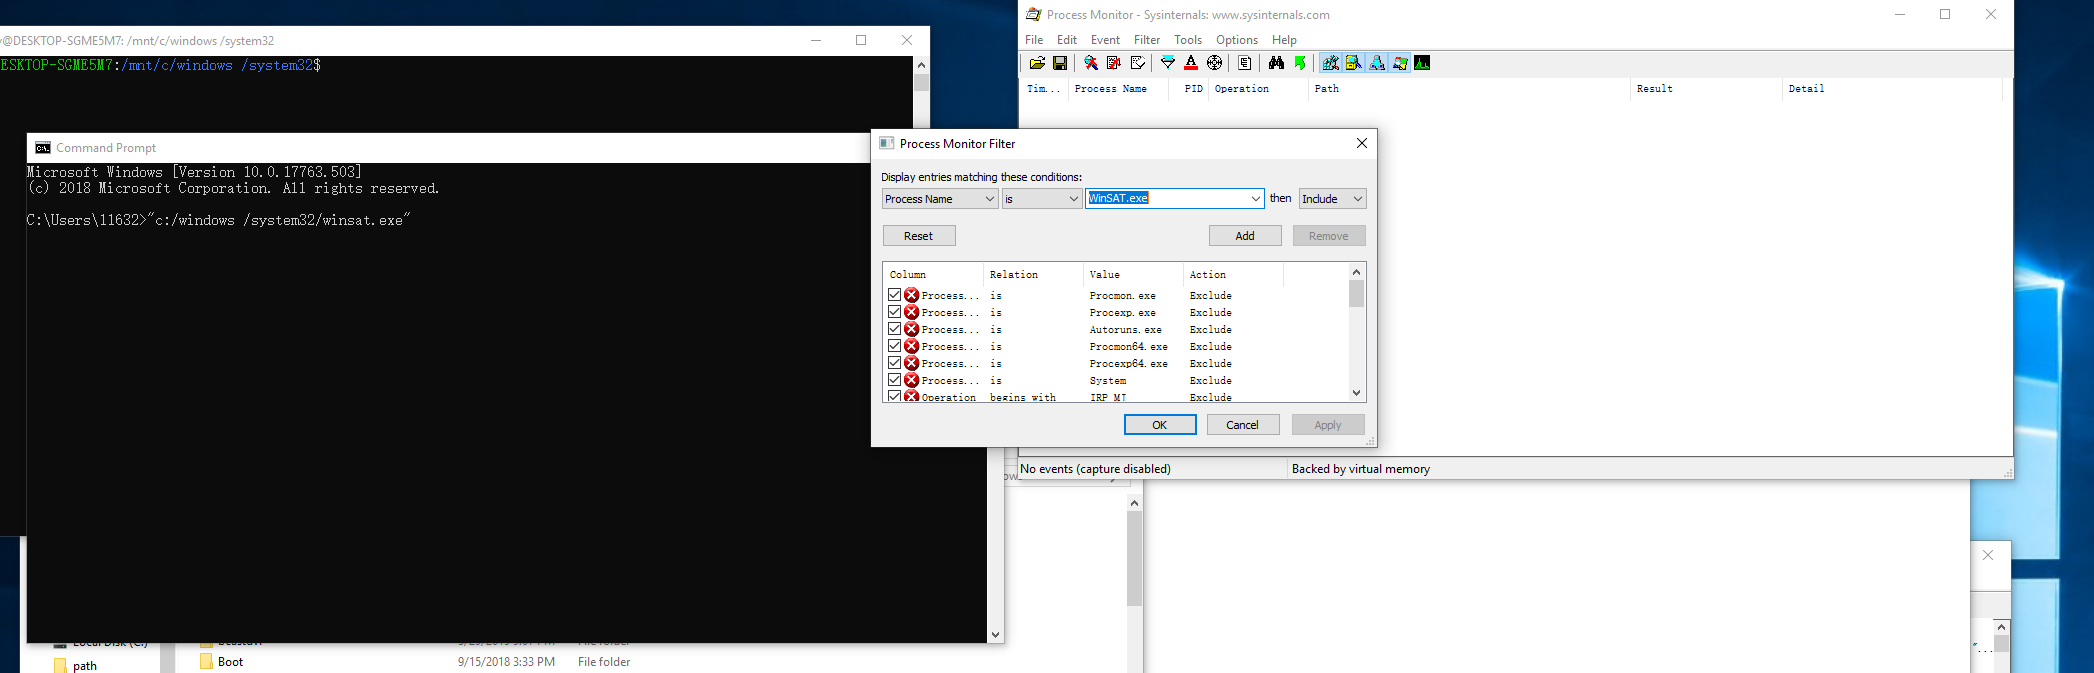 @DESKTOP-SGME5M7: /mnt/c/windows /system32
ESKTOP-SGME5M7:/mnt/c/windows /system32$
Command Prompt
Microsoft Windows [Version 10.0.17763.503]
(c) 2018 Microsoft Corporation. All rights reserved.
C:\Users\11632>"c:/windows /system32/winsat.exe"
Process Monitor - Sysinternals: www.sysinternals.com
File Edit Event Filter Tools Options Help
Tim... Process Name PID Operation Path Result Detail
Process Monitor Filter
Display entries matching these conditions:
Process Name is WinSAT.exe then Include
Reset Add Remove
Column Relation Value Action
Process... is Procmon.exe Exclude
Process... is Procexp.exe Exclude
Process... is Autoruns.exe Exclude
Process... is Procmon64.exe Exclude
Process... is Procexp64.exe Exclude
Process... is System Exclude
Operation begins with IRP_MJ Exclude
OK Cancel Apply
No events (capture disabled) Backed by virtual memory
Local Disk (C:)
File folder
path Boot 9/15/2018 3:33 PM File folder
"...